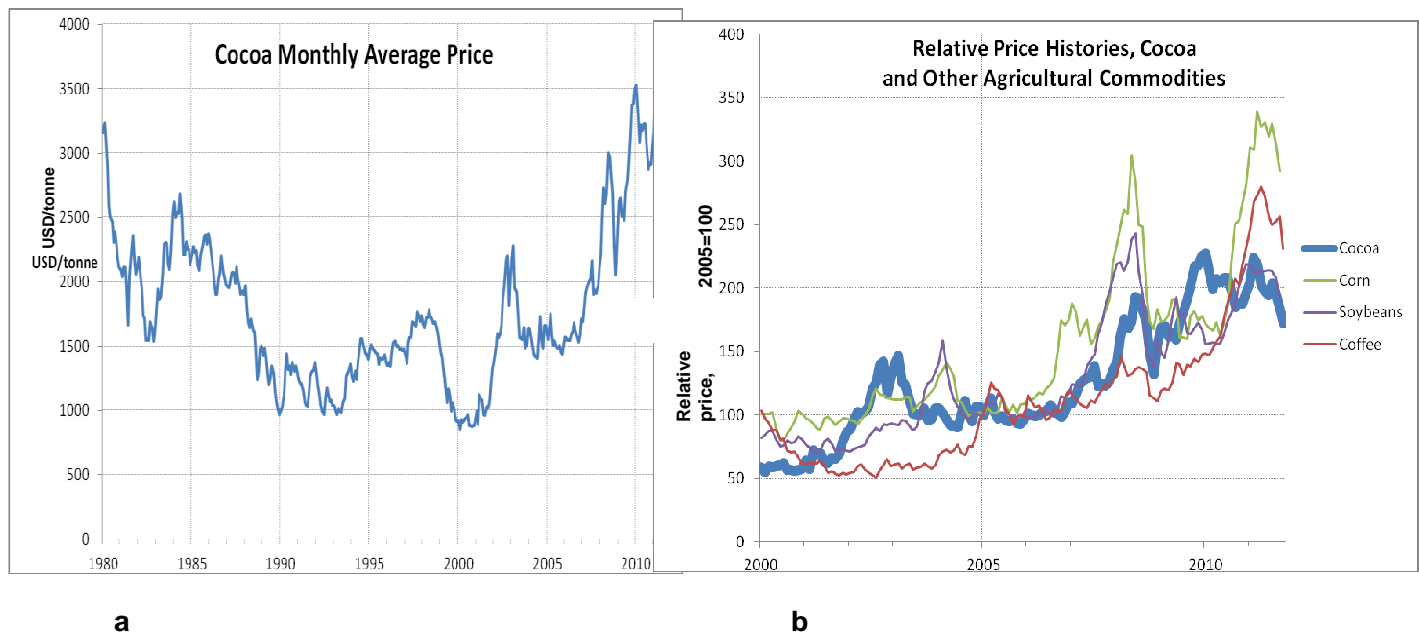 Cocoa Monthly Average Price
4000
3500
3000
2500
2000
1500
1000
500
0
USD/tonne
USD/tonne
1980
1985
1990
1995
2000
2005
2010
a
Relative Price Histories, Cocoa
and Other Agricultural Commodities
400
350
300
250
200
150
100
50
0
Relative
price,
2005=100
2000
2005
2010
Cocoa
Corn
Soybeans
Coffee
b